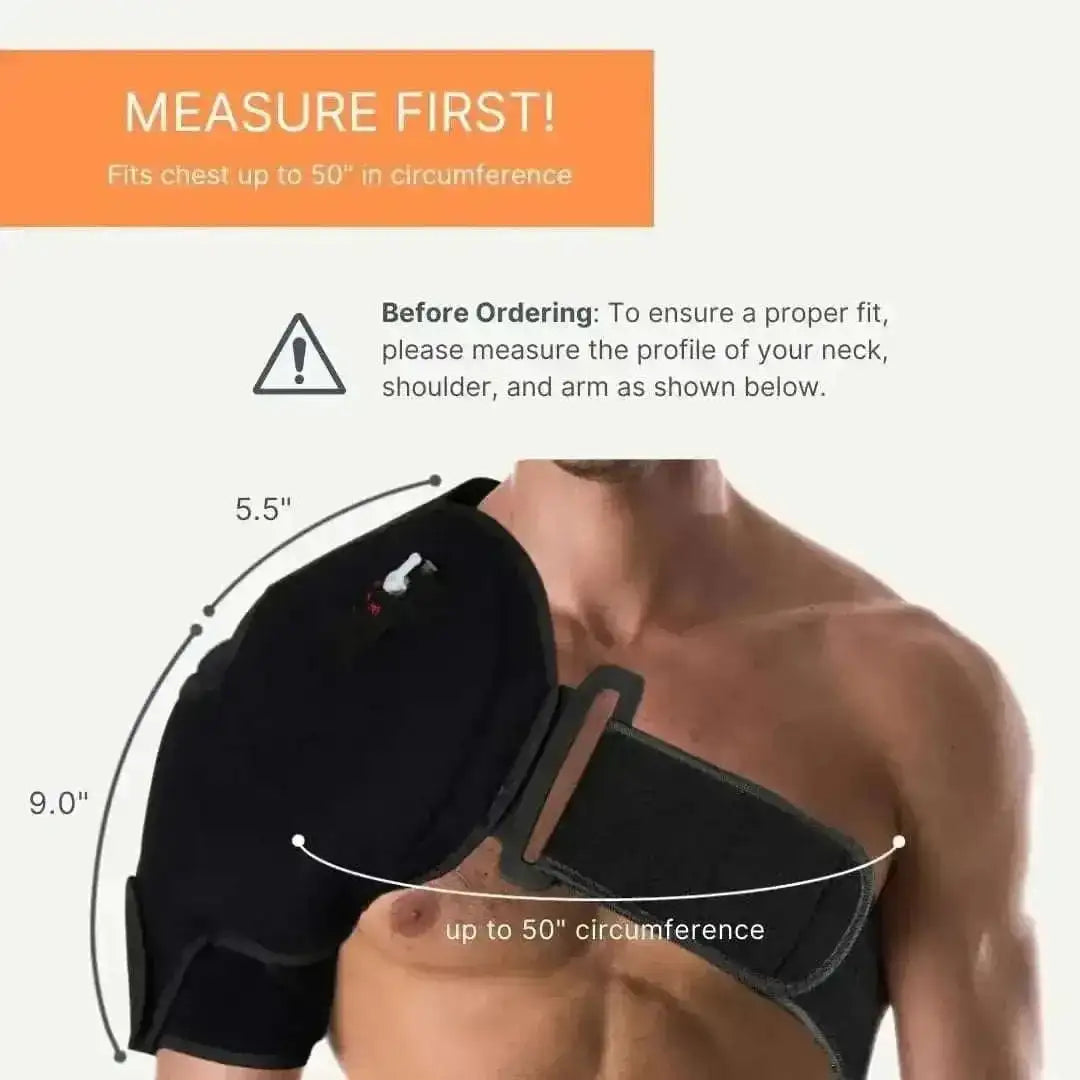 MEASURE FIRST!
Fits chest up to 50" in circumference
Before Ordering: To ensure a proper fit,
please measure the profile of your neck,
shoulder, and arm as shown below.
5.5"
9.0"
up to 50" circumference